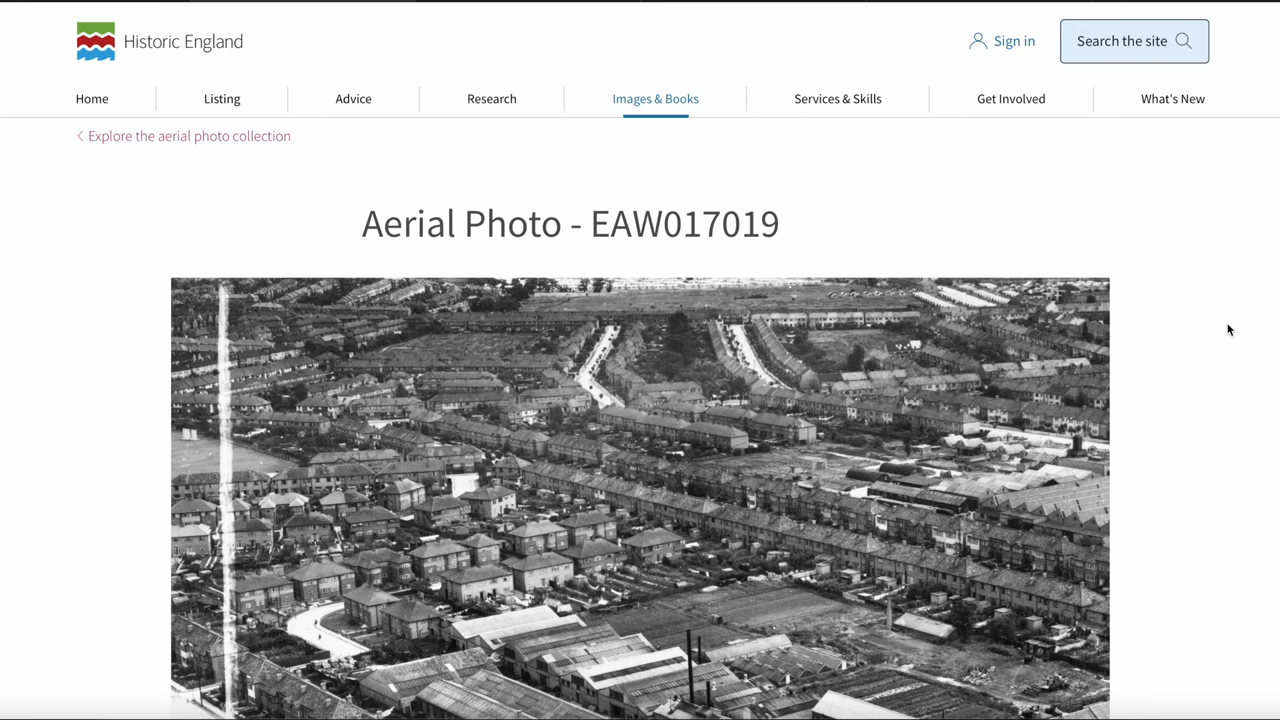 Historic England
Sign in
Search the site
Home
Listing
Advice
Research
Images & Books
Services & Skills
Get Involved
What's New
< Explore the aerial photo collection
Aerial Photo - EAW017019